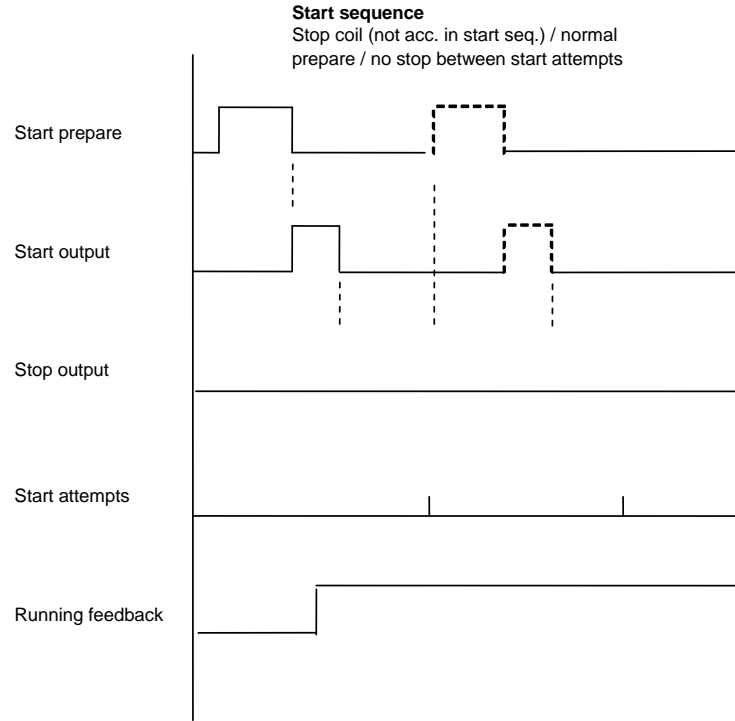 Start sequence
Stop coil (not acc. in start seq.) / normal
prepare / no stop between start attempts
Start prepare
Start output
Stop output
Start attempts
Running feedback